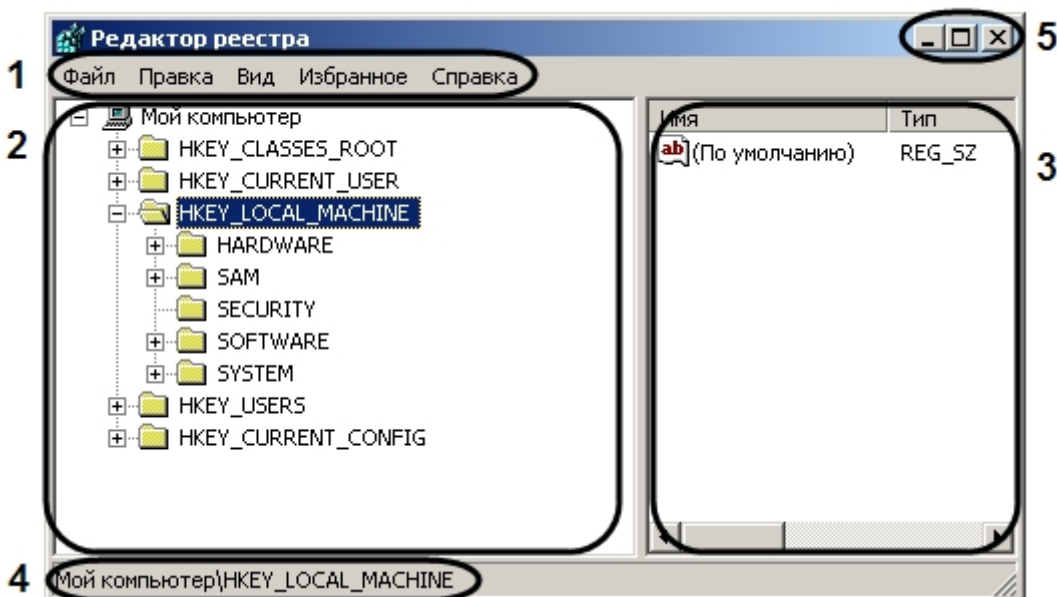 Редактор реестра
5
1
Файл Правка Вид Избранное Справка
2
Мой компьютер
HKEY_CLASSES_ROOT
HKEY_CURRENT_USER
HKEY_LOCAL_MACHINE
HARDWARE
SAM
SECURITY
SOFTWARE
SYSTEM
HKEY_USERS
HKEY_CURRENT_CONFIG
Имя Тип
ab (По умолчанию) REG_SZ
3
4
Мой компьютер\HKEY_LOCAL_MACHINE